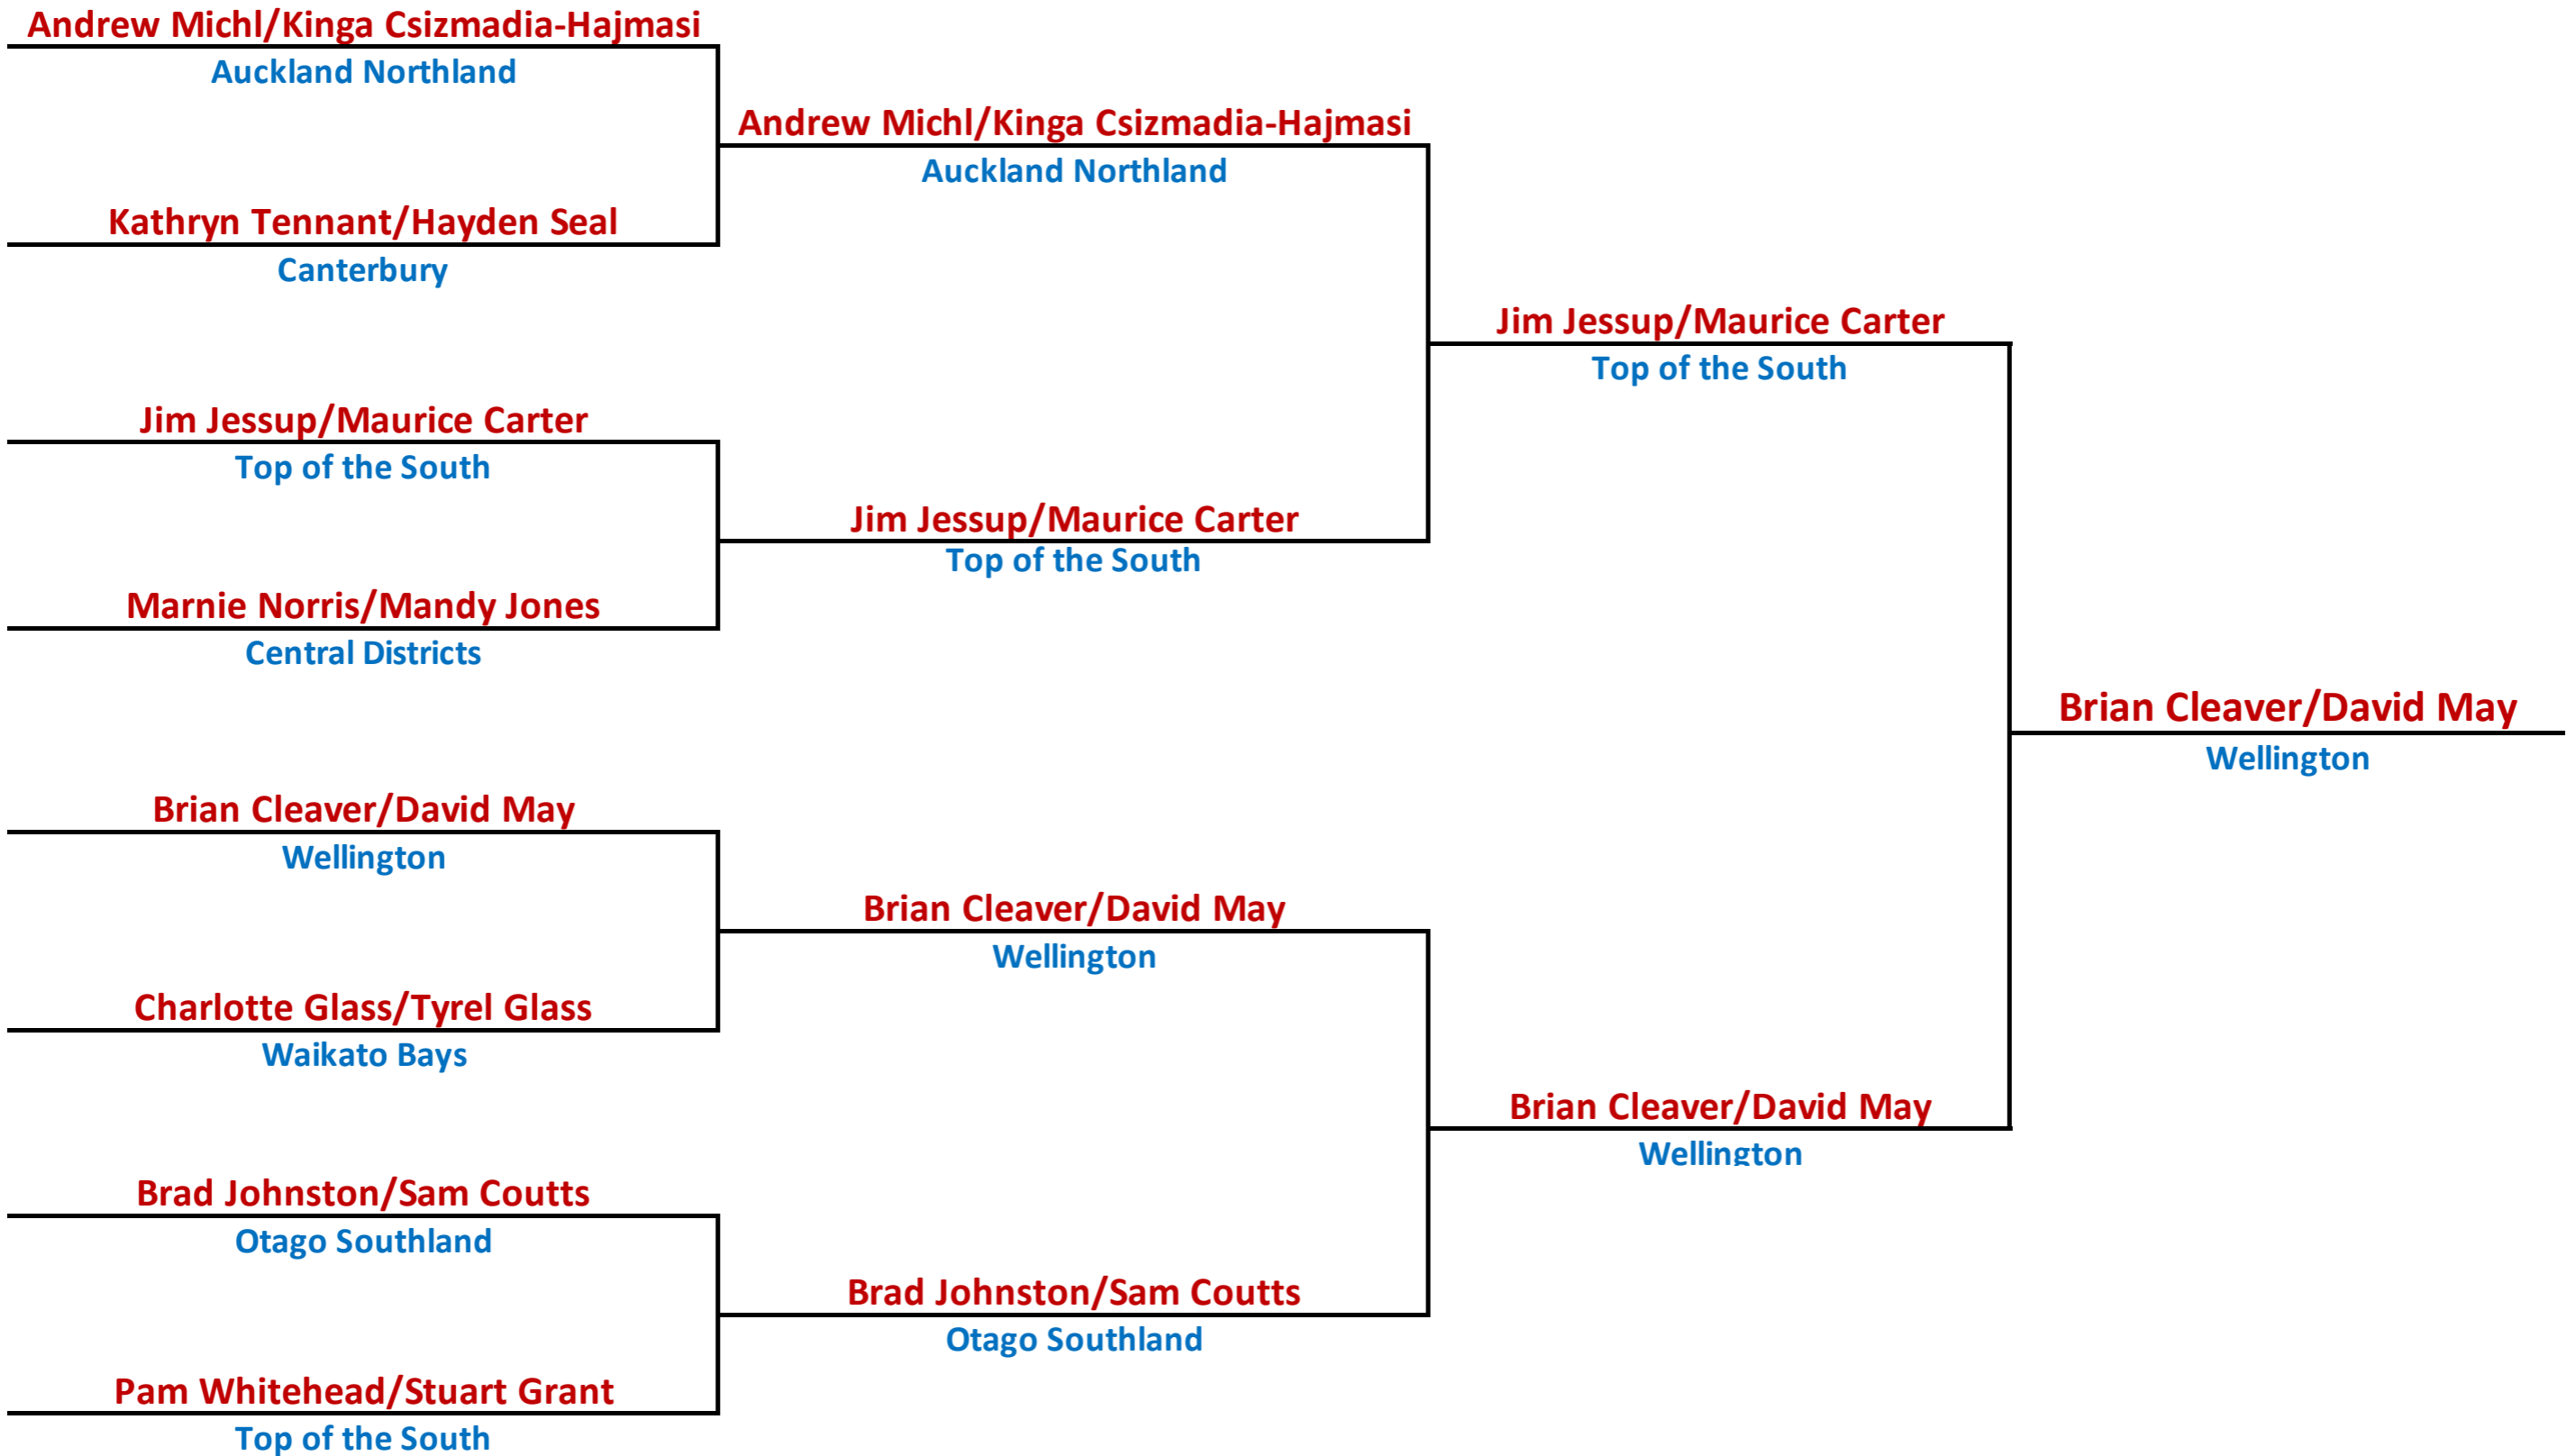 Andrew Michl/Kinga Csizmadia-Hajmasi
Auckland Northland
Kathryn Tennant/Hayden Seal
Canterbury
Jim Jessup/Maurice Carter
Top of the South
Marnie Norris/Mandy Jones
Central Districts
Brian Cleaver/David May
Wellington
Charlotte Glass/Tyrel Glass
Waikato Bays
Brad Johnston/Sam Coutts
Otago Southland
Pam Whitehead/Stuart Grant
Top of the South
Andrew Michl/Kinga Csizmadia-Hajmasi
Auckland Northland
Jim Jessup/Maurice Carter
Top of the South
Brian Cleaver/David May
Wellington
Brad Johnston/Sam Coutts
Otago Southland
Jim Jessup/Maurice Carter
Top of the South
Brian Cleaver/David May
Wellington
Brian Cleaver/David May
Wellington